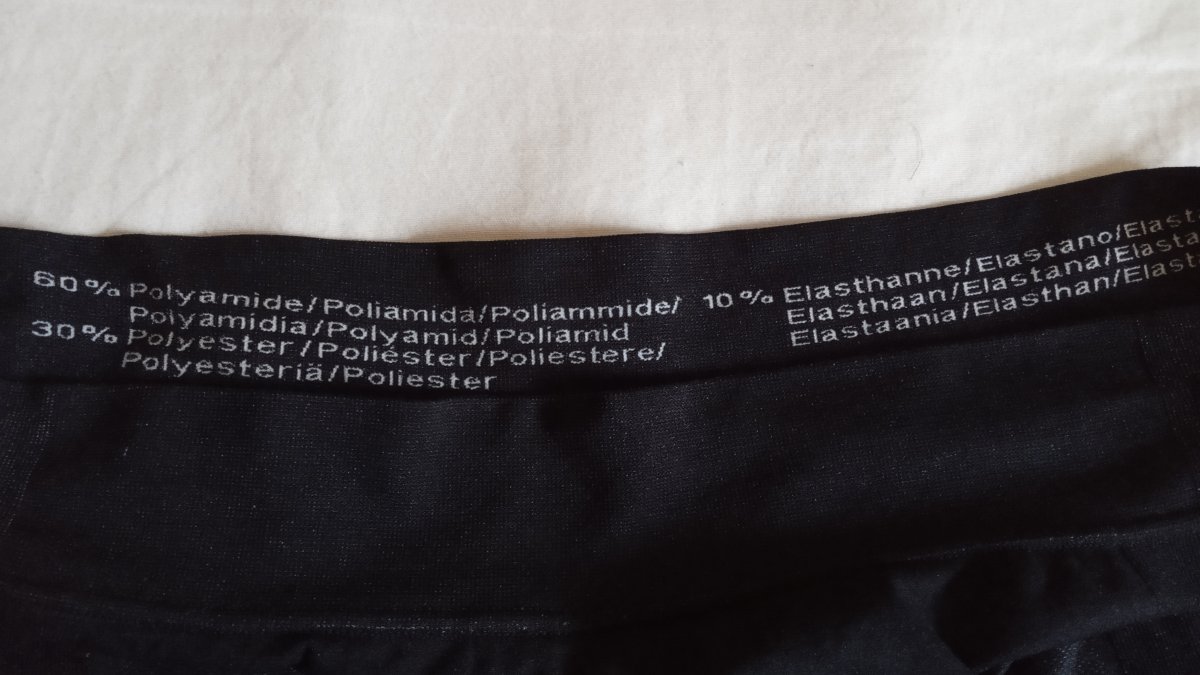 60% Polyamide/Poliamida/Poliammide/
Polyamidia/Polyamid/Poliamid
30% Polyester/Poliéster/Poliestere/
Polyesteriä/Poliester
10% Elasthanne/Elastano/
Elasthaan/Elastana/
Elastaania/Elasthan/